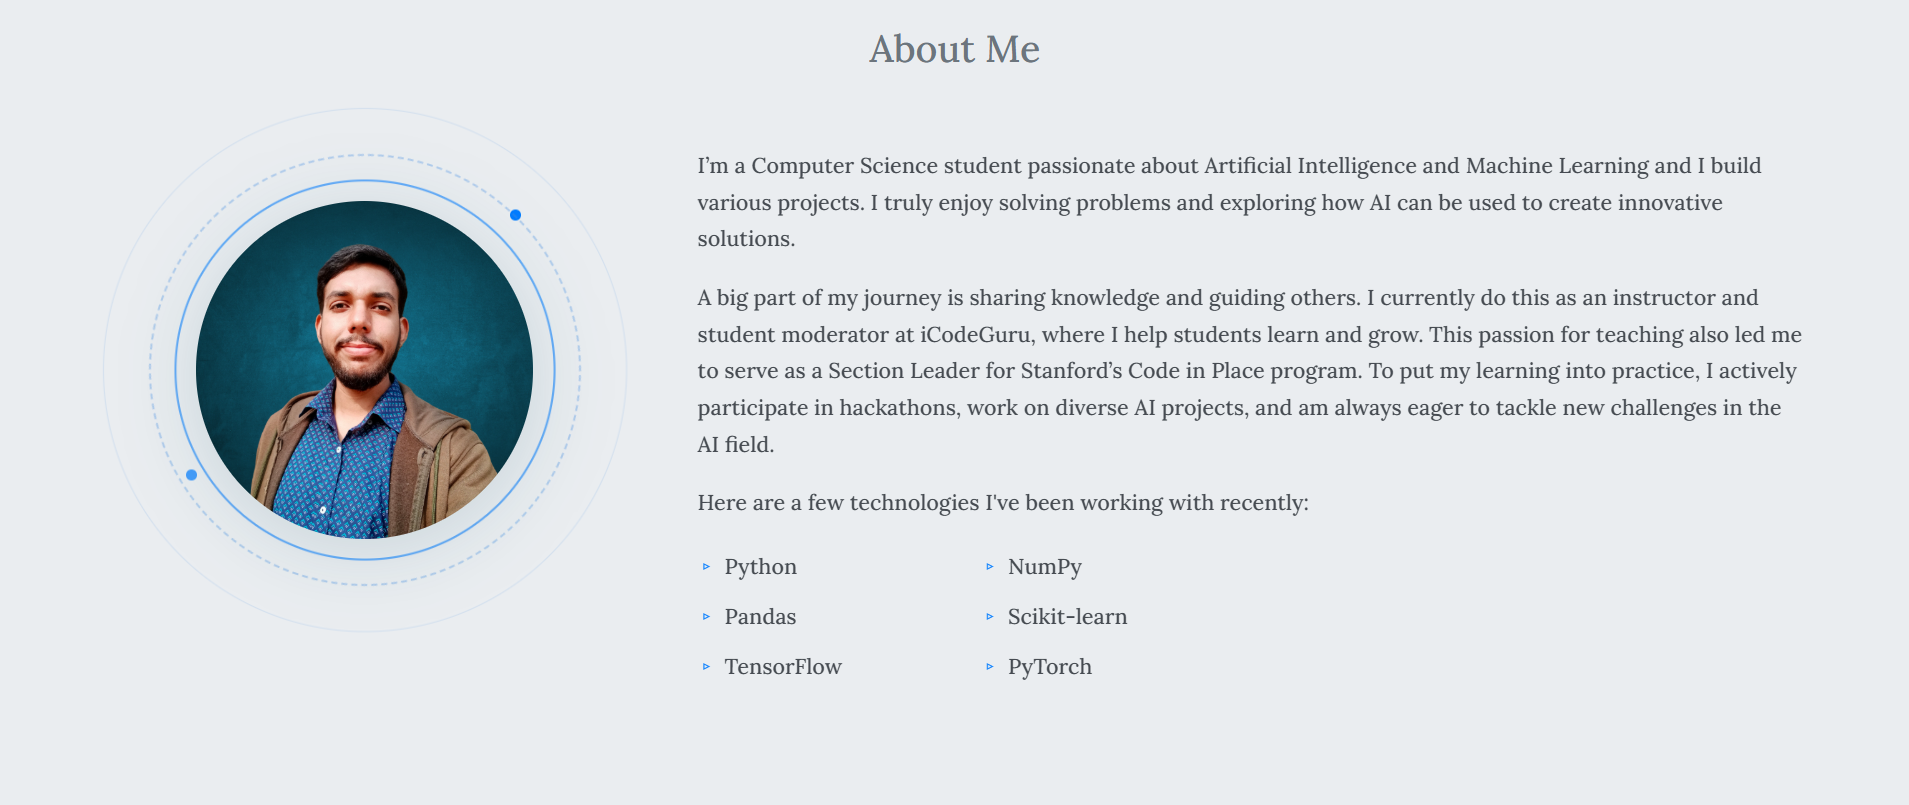 About Me
I’m a Computer Science student passionate about Artificial Intelligence and Machine Learning and I build
various projects. I truly enjoy solving problems and exploring how AI can be used to create innovative
solutions.
A big part of my journey is sharing knowledge and guiding others. I currently do this as an instructor and
student moderator at iCodeGuru, where I help students learn and grow. This passion for teaching also led me
to serve as a Section Leader for Stanford’s Code in Place program. To put my learning into practice, I actively
participate in hackathons, work on diverse AI projects, and am always eager to tackle new challenges in the
AI field.
Here are a few technologies I've been working with recently:
▹ Python
▹ NumPy
▹ Pandas
▹ Scikit-learn
▹ TensorFlow
▹ PyTorch